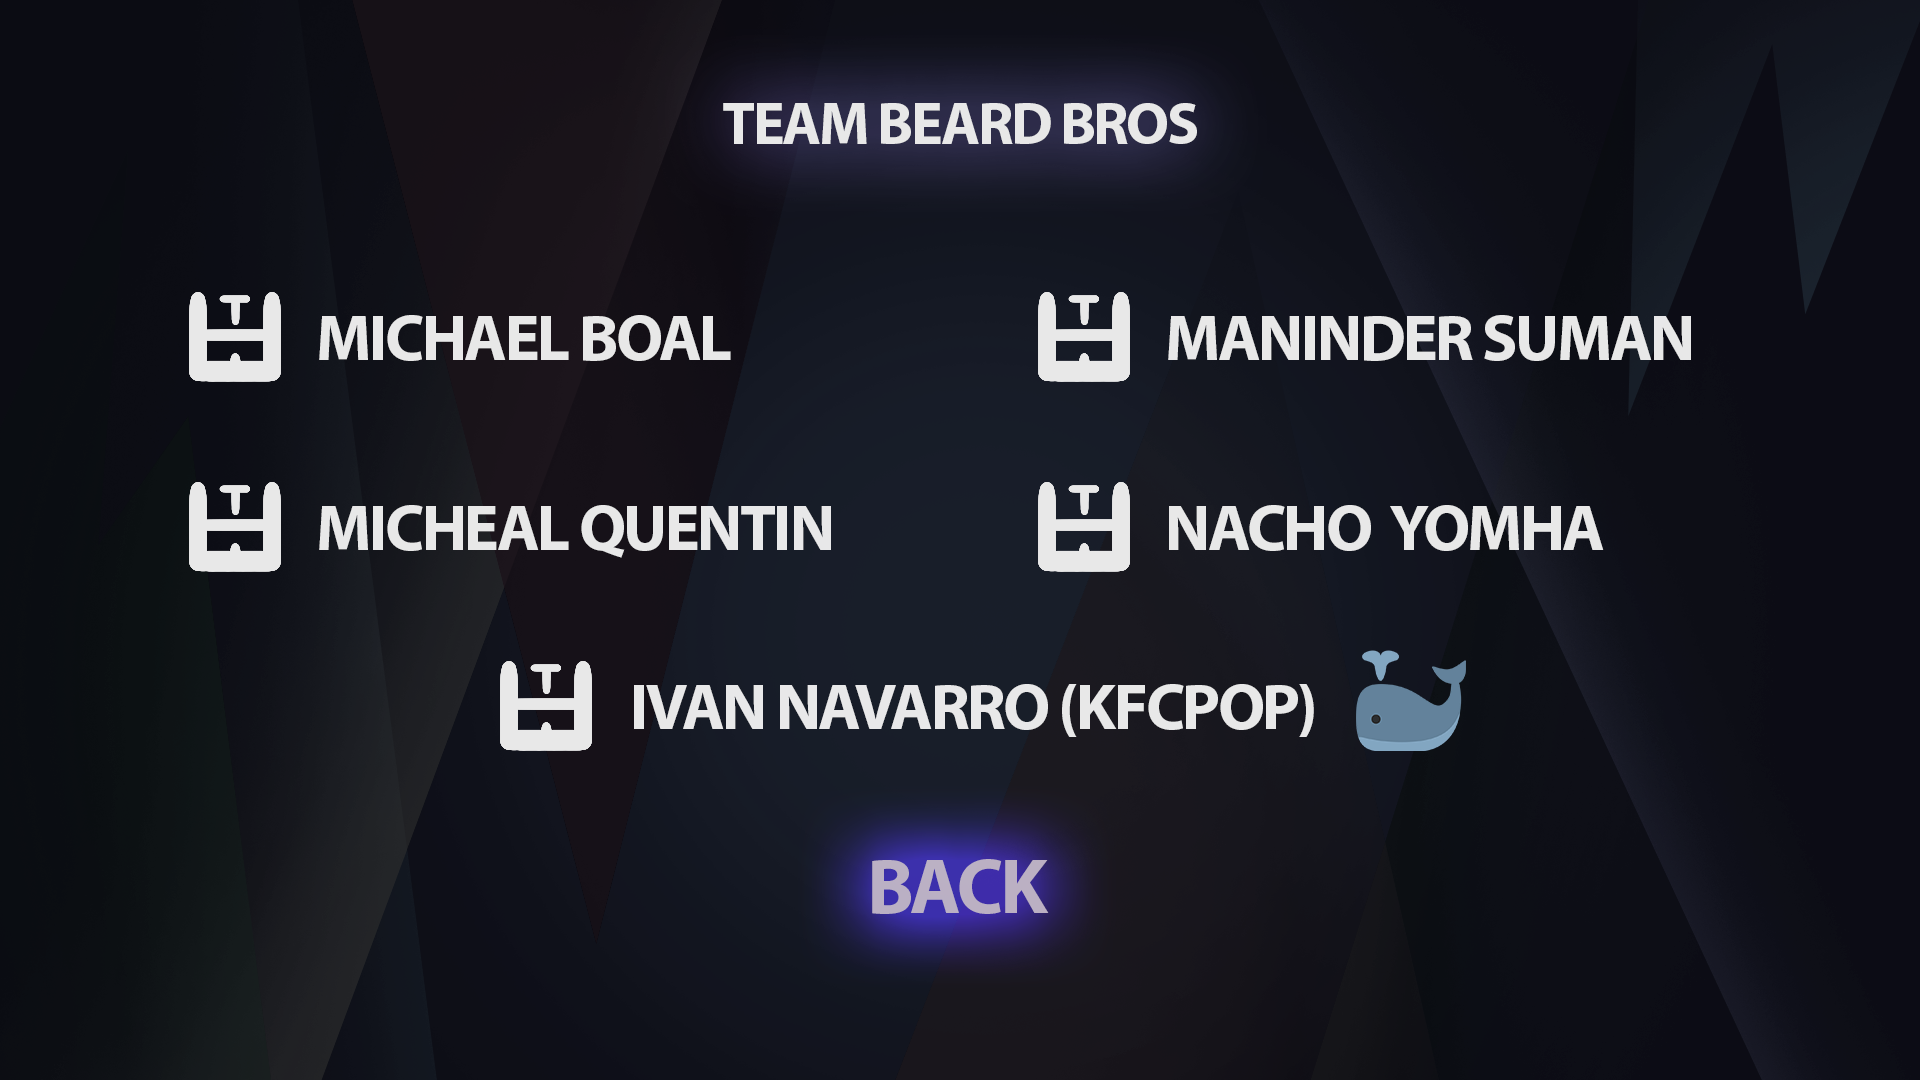 TEAM BEARD BROS
MICHAEL BOAL
MANINDER SUMAN
MICHEAL QUENTIN
NACHO YOMHA
IVAN NAVARRO (KFCPOP)
BACK